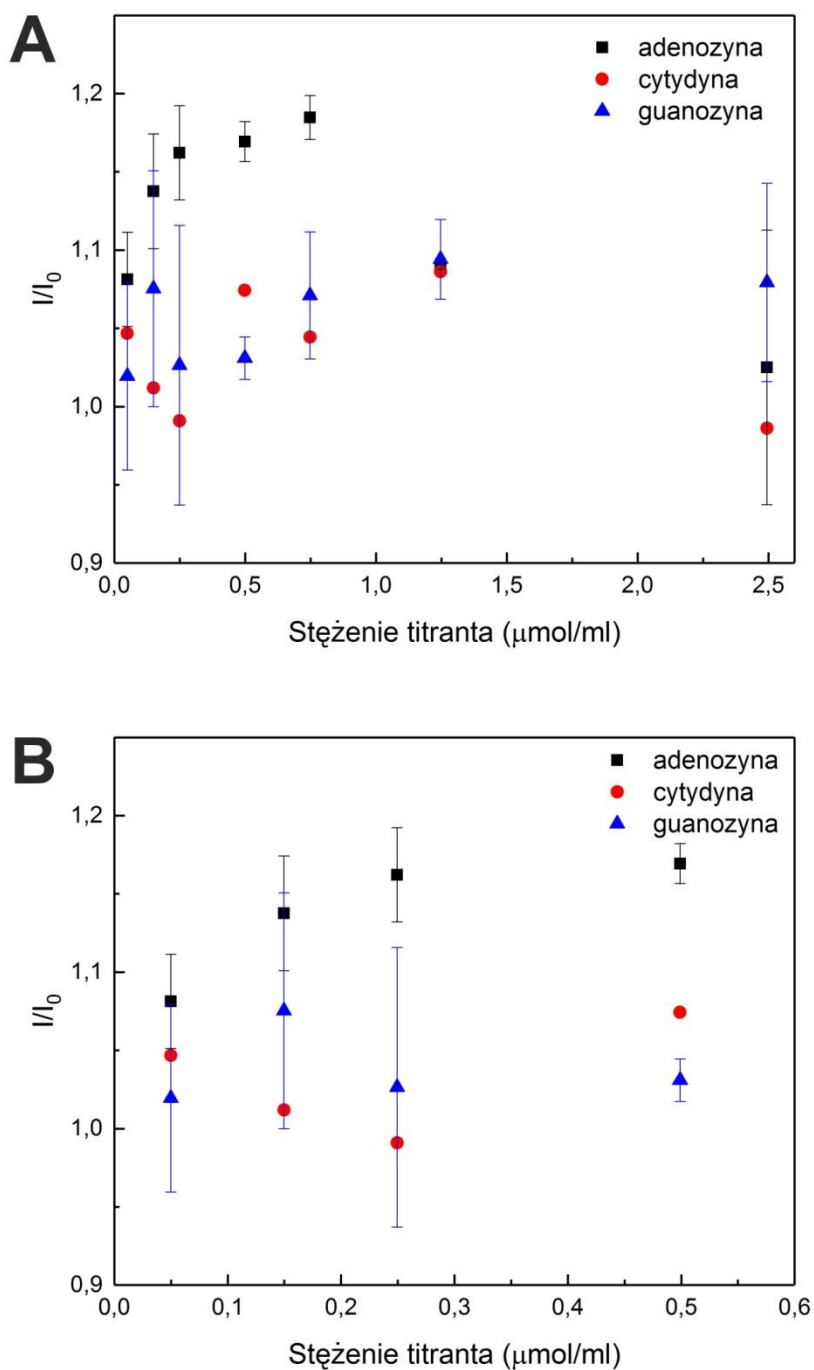 A
adenozyna
cytydyna
guanozyna
1,2
1,1
1,0
0,9
I/I₀
0,0 0,5 1,0 1,5 2,0 2,5
Stężenie titranta (μmol/ml)
B
adenozyna
cytydyna
guanozyna
1,2
1,1
1,0
0,9
I/I₀
0,0 0,1 0,2 0,3 0,4 0,5 0,6
Stężenie titranta (μmol/ml)